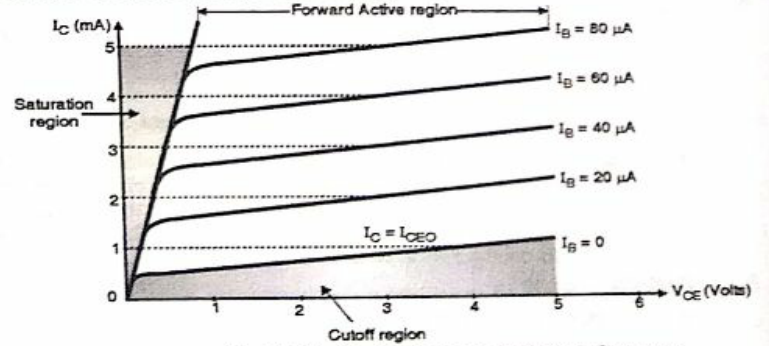 Forward Active region
I_C (mA)
I_B = 80 μA
5
I_B = 60 μA
4
Saturation region
I_B = 40 μA
3
I_B = 20 μA
2
I_C = I_CEO
1
I_B = 0
0
1
2
3
4
5
6
V_CE (Volts)
Cutoff region